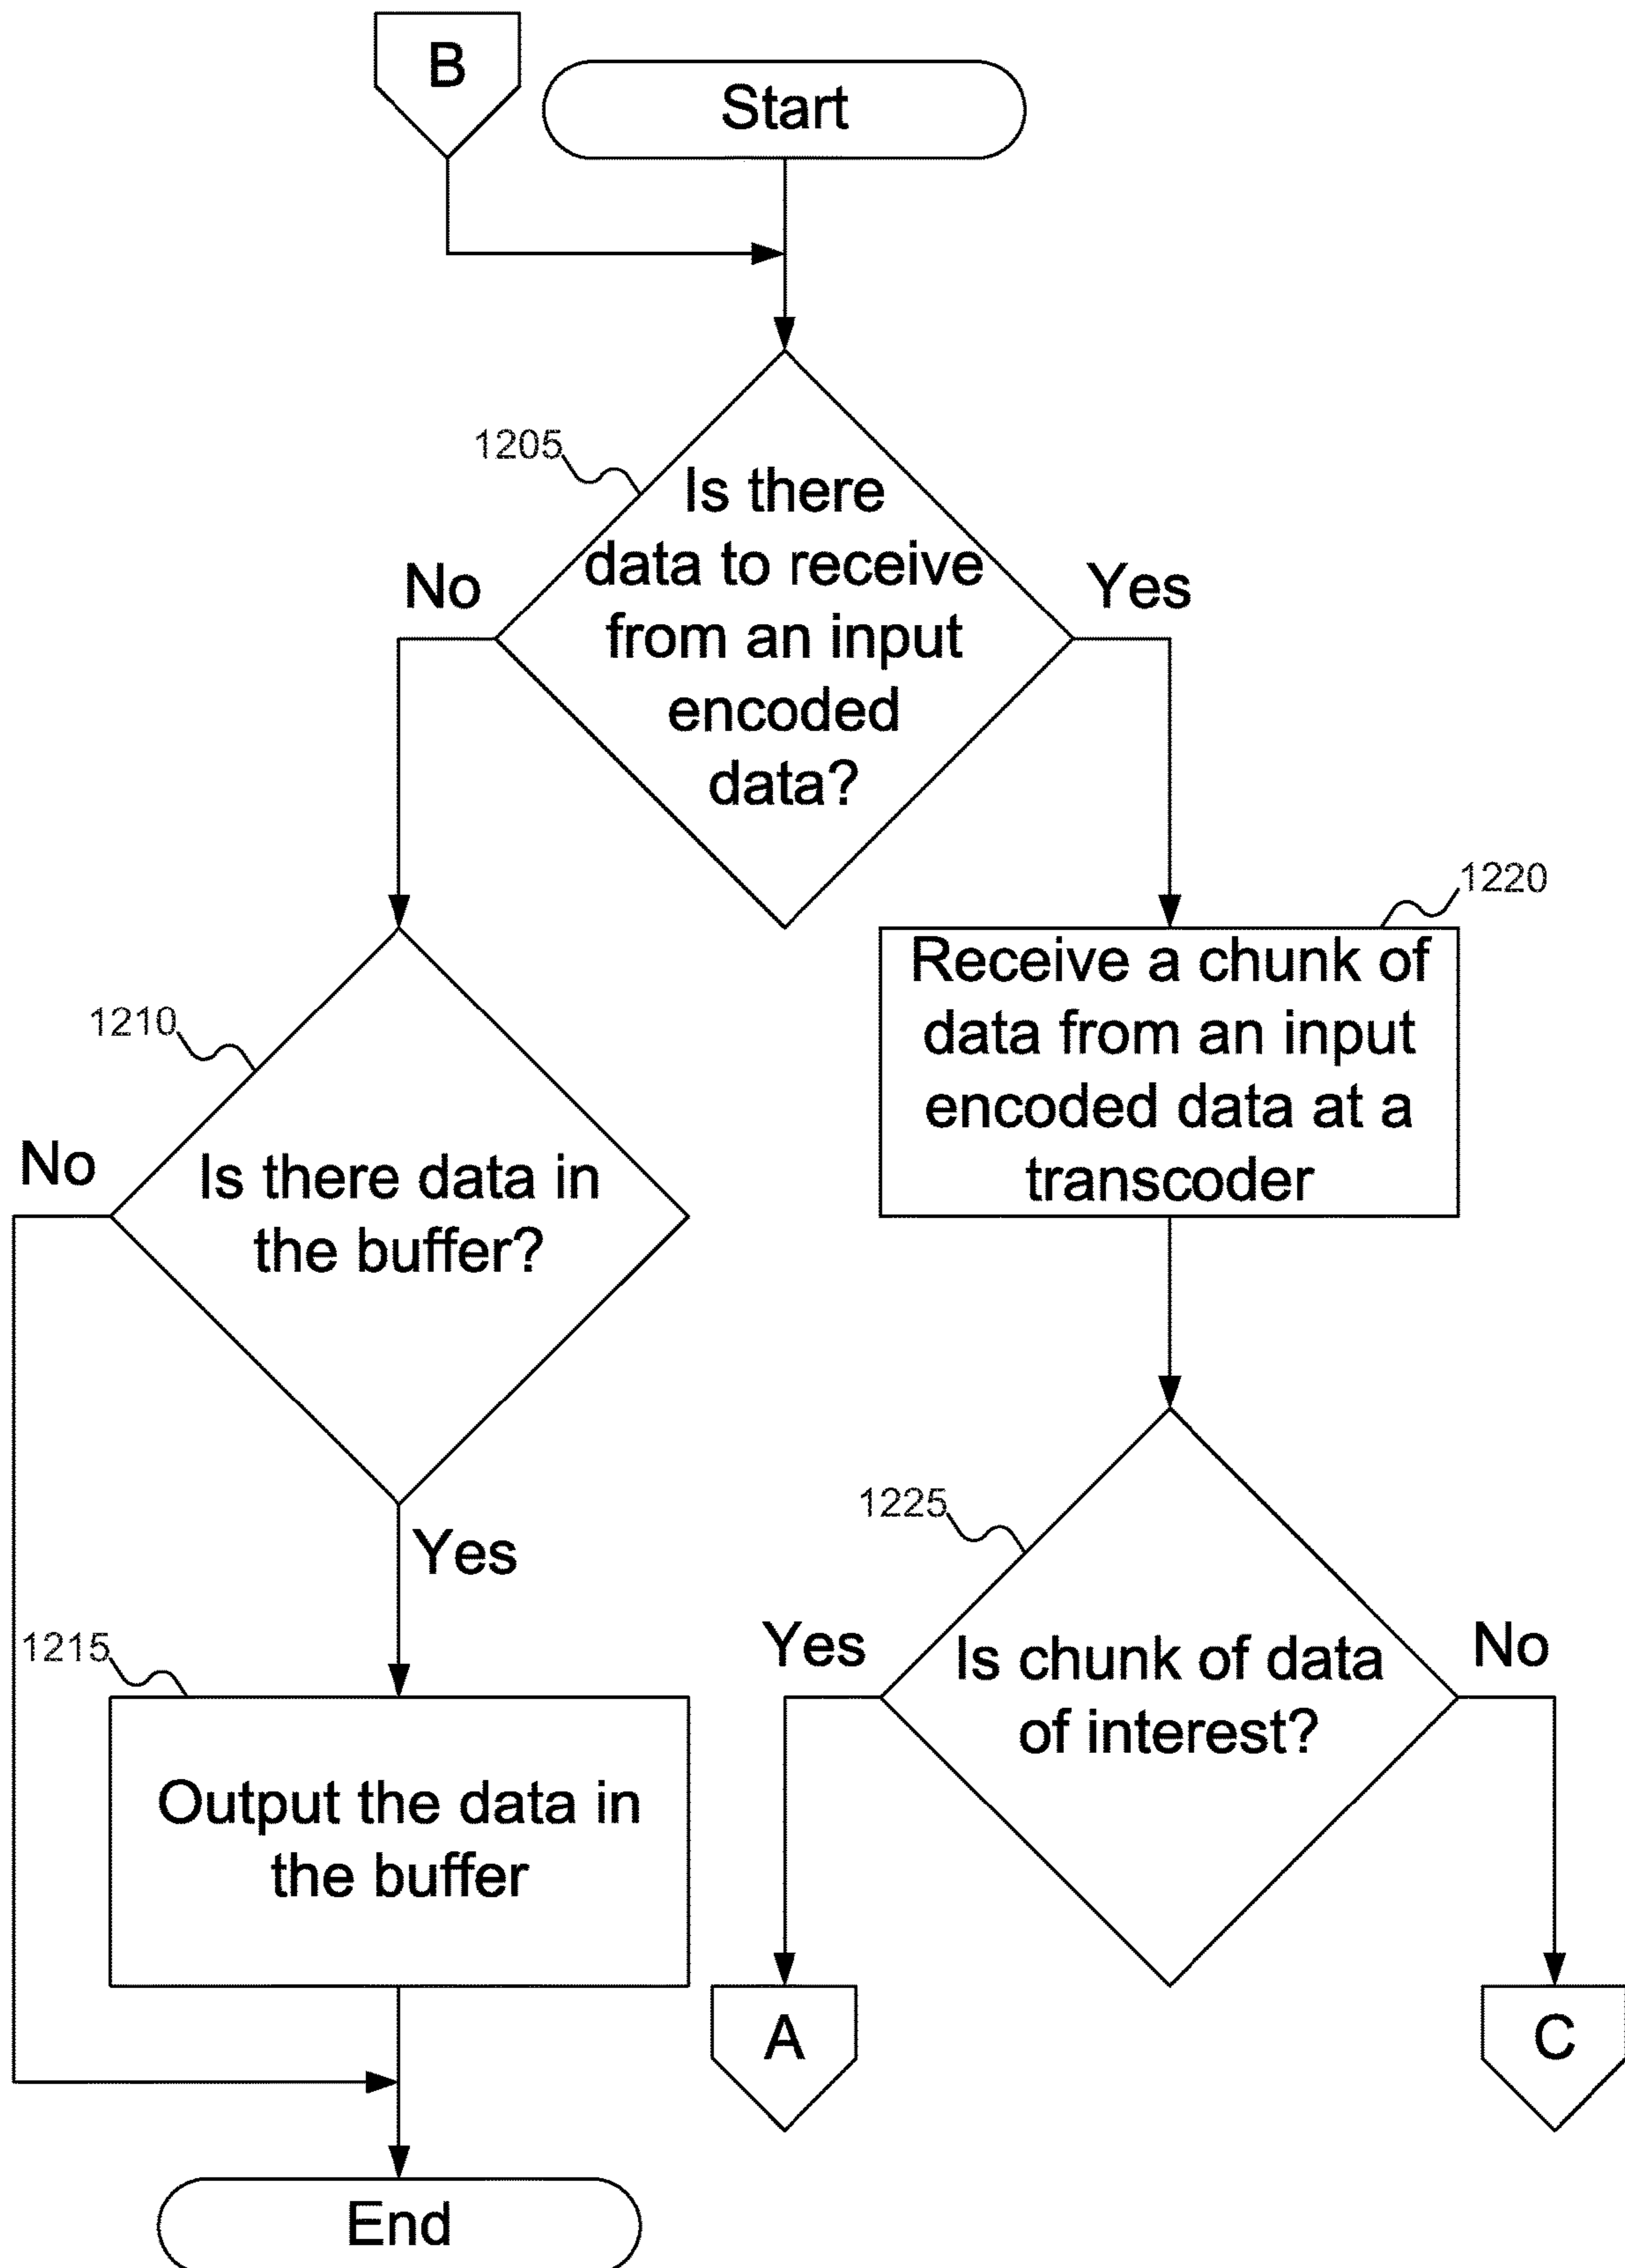 B
Start
1205
Is there
data to receive
from an input
encoded
data?
No
Yes
1220
Receive a chunk of
data from an input
encoded data at a
transcoder
1210
No
Is there data in
the buffer?
Yes
1225
Yes
Is chunk of data
of interest?
No
1215
Output the data in
the buffer
A
C
End